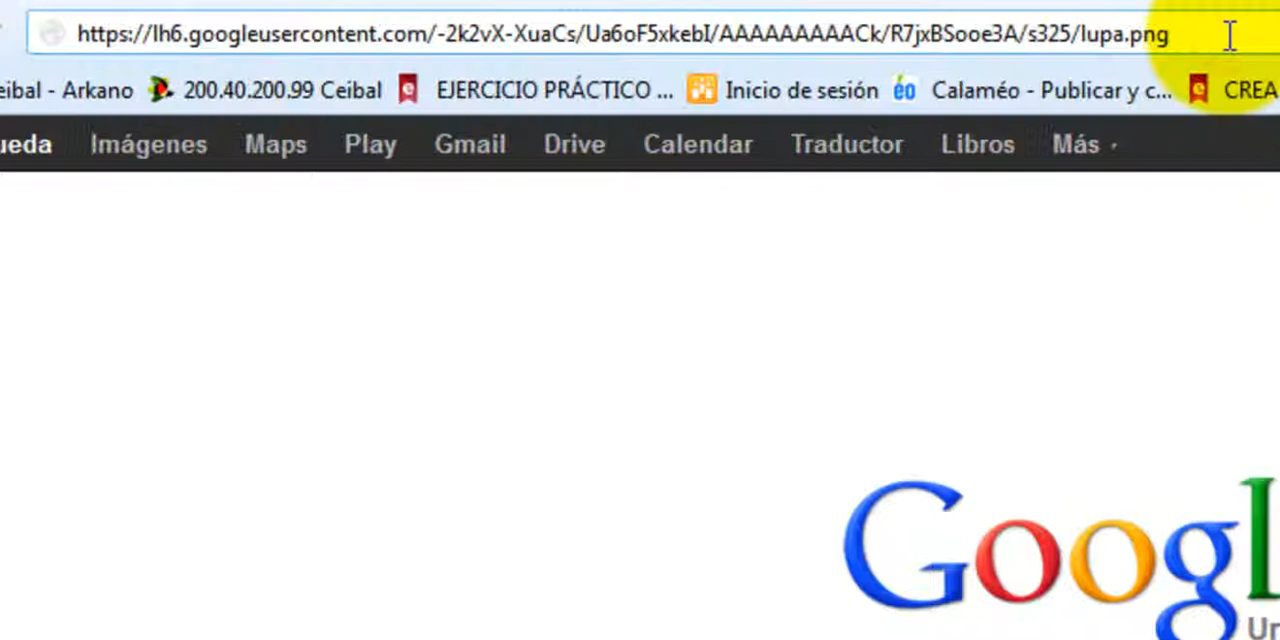 https://lh6.googleusercontent.com/-2k2vX-XuaCs/Ua6oF5xkebI/AAAAAAAAACk/R7jxBSooe3A/s325/lupa.png
eibal - Arkano 200.40.200.99 Ceibal EJERCICIO PRÁCTICO ... Inicio de sesión éo Calaméo - Publicar y c... CREA
ueda Imágenes Maps Play Gmail Drive Calendar Traductor Libros Más
Googl
Ur